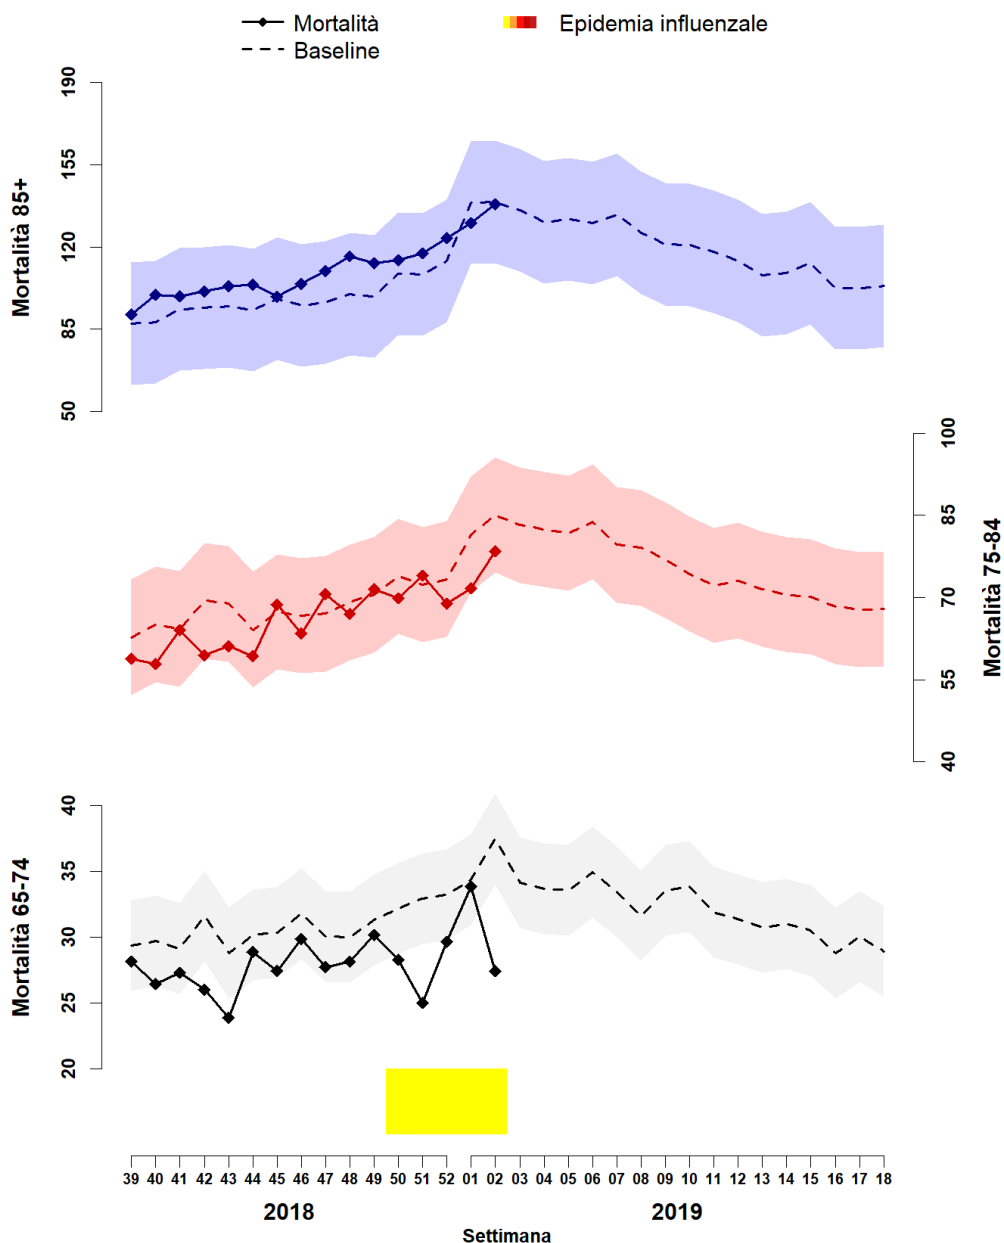 Mortalità
Epidemia influenzale
Baseline
Mortalità 85+
190
155
120
85
50
Mortalità 75-84
100
85
70
55
40
Mortalità 65-74
40
35
30
25
20
39 40 41 42 43 44 45 46 47 48 49 50 51 52 01 02 03 04 05 06 07 08 09 10 11 12 13 14 15 16 17 18
2018 2019
Settimana